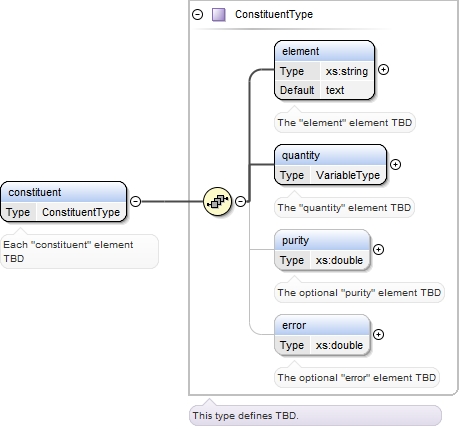 ConstituentType
element
Type xs:string
Default text
The "element" element TBD
quantity
Type VariableType
The "quantity" element TBD
constituent
Type ConstituentType
Each "constituent" element
TBD
purity
Type xs:double
The optional "purity" element TBD
error
Type xs:double
The optional "error" element TBD
This type defines TBD.